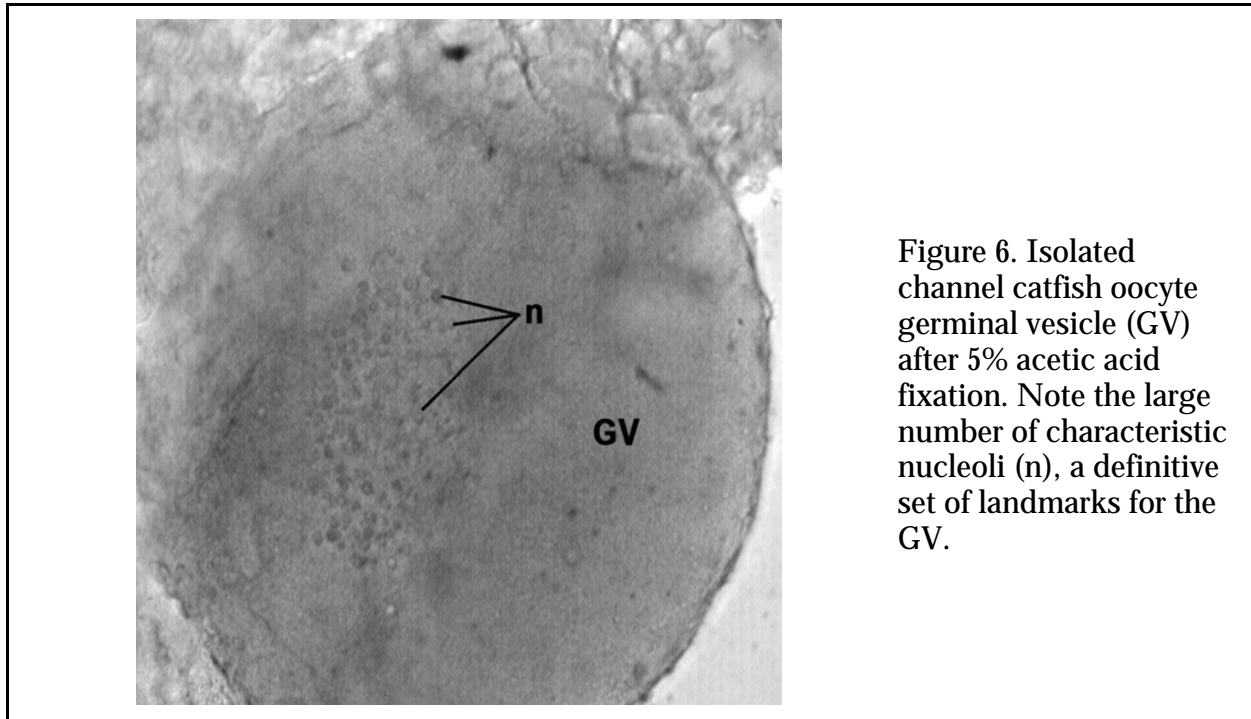 n
GV
Figure 6. Isolated
channel catfish oocyte
germinal vesicle (GV)
after 5% acetic acid
fixation. Note the large
number of characteristic
nucleoli (n), a definitive
set of landmarks for the
GV.